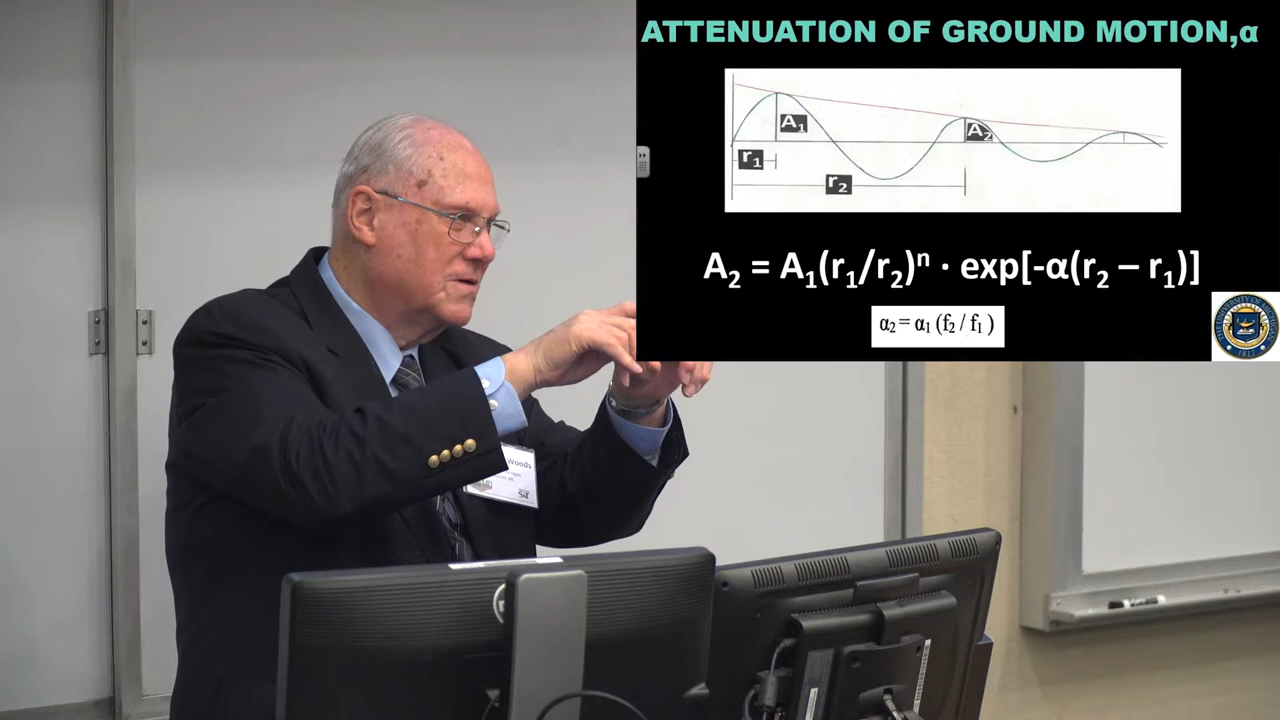 ATTENUATION OF GROUND MOTION,α
A₁
A₂
r₁
r₂
A₂ = A₁(r₁/r₂)ⁿ · exp[-α(r₂ – r₁)]
α₂ = α₁ (f₂ / f₁)
1817
Woods